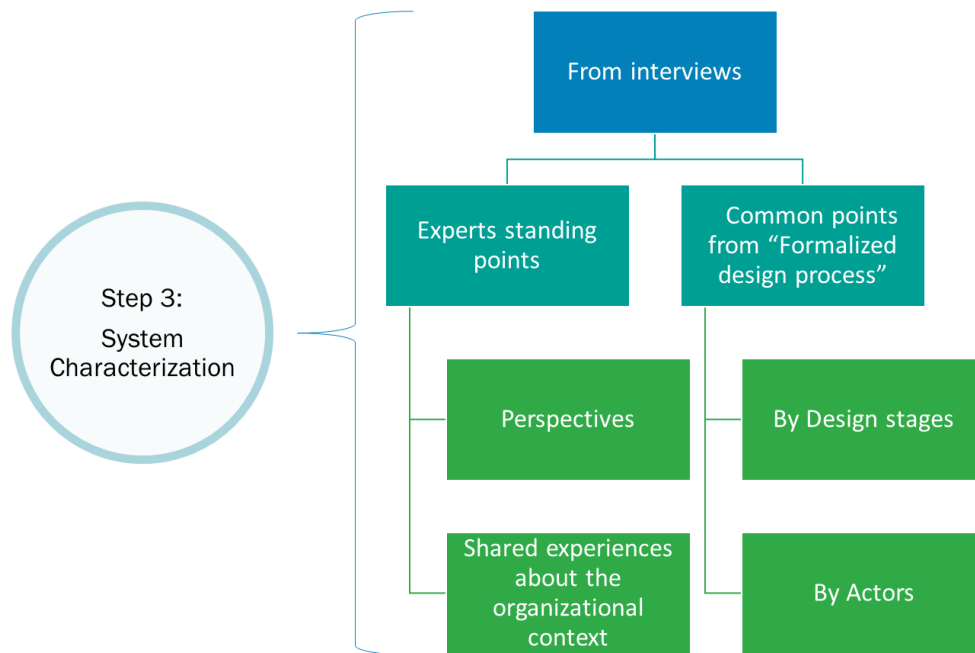 Step 3:
System
Characterization
From interviews
Experts standing
points
Common points
from “Formalized
design process”
Perspectives
By Design stages
Shared experiences
about the
organizational
context
By Actors